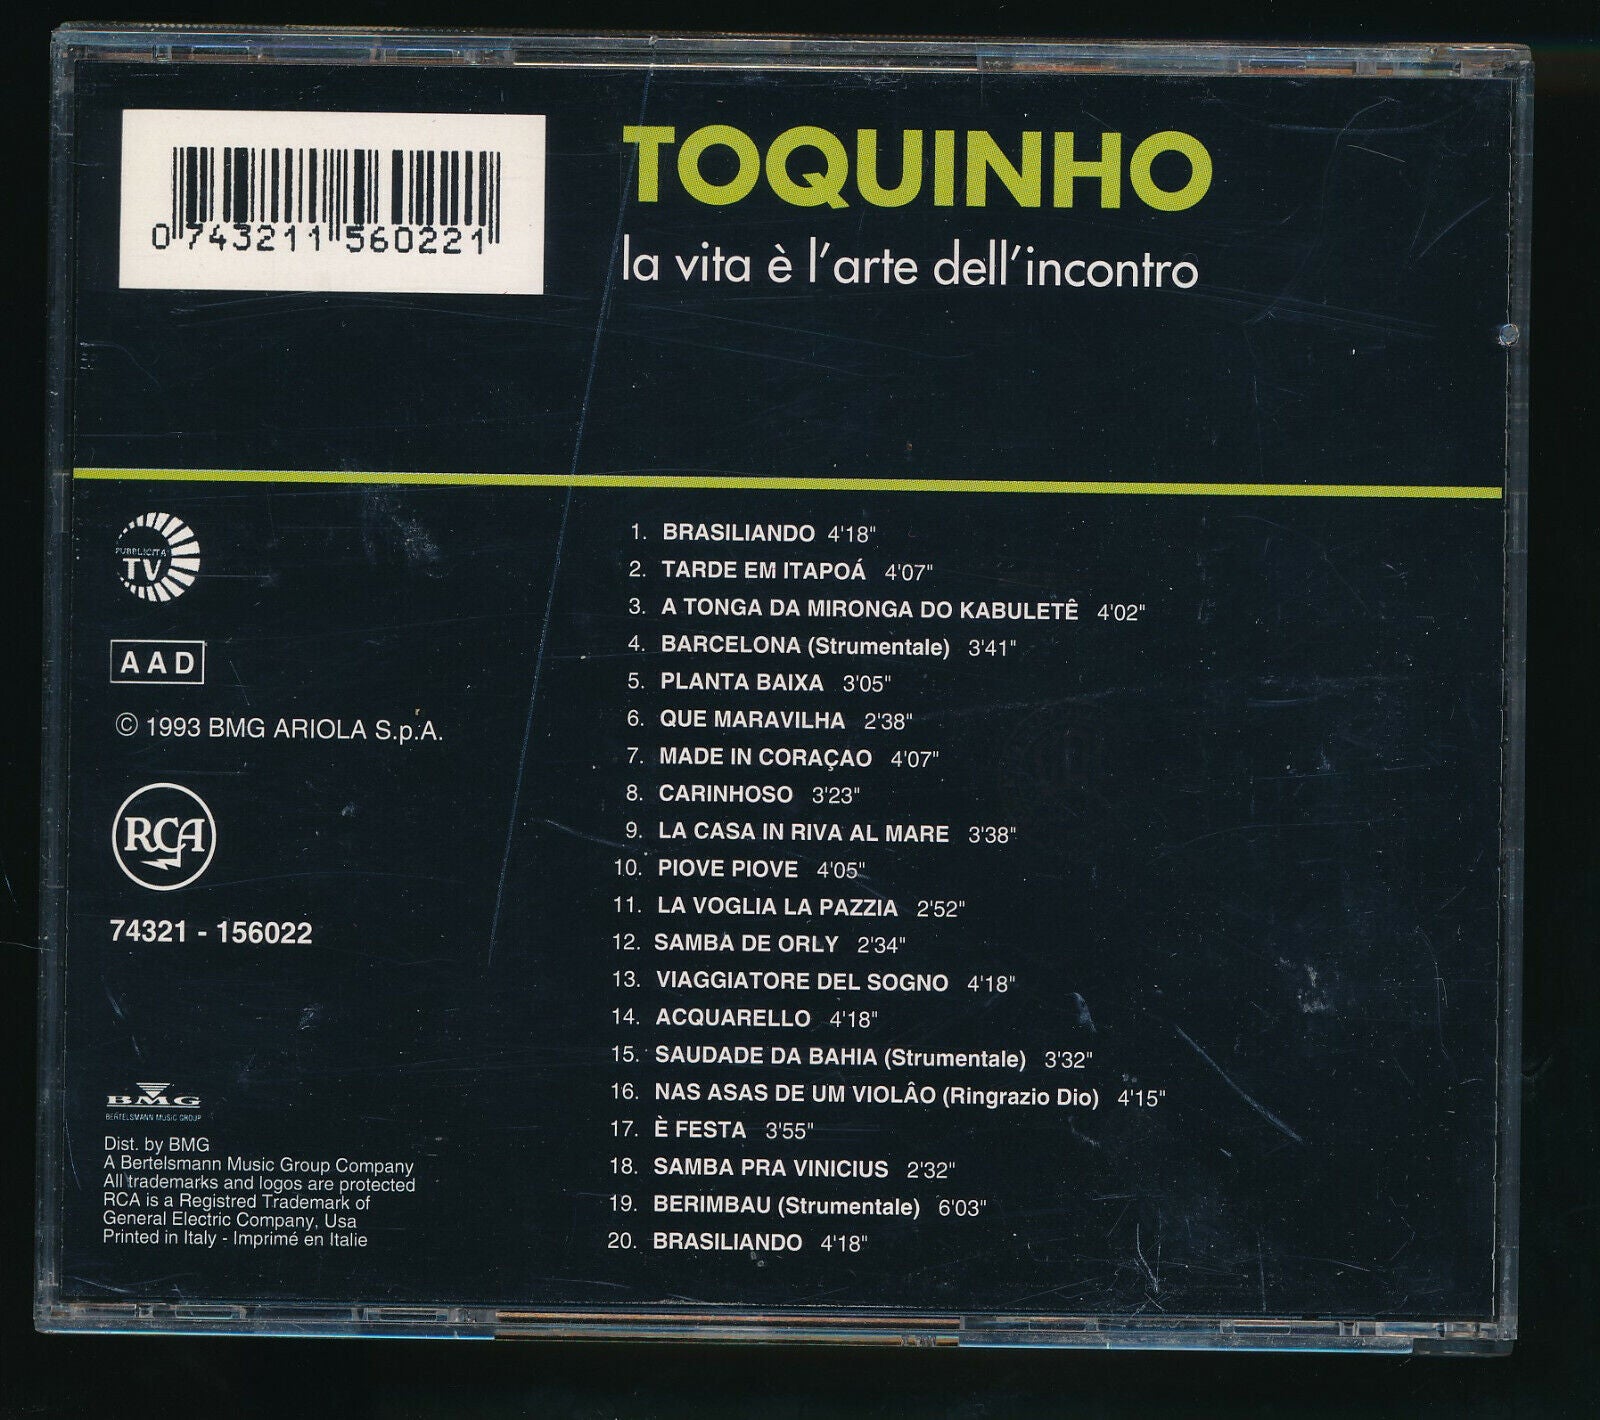 0 743211 560221
TOQUINHO
la vita è l'arte dell'incontro
PUBBLICITA'
TV
AAD
© 1993 BMG ARIOLA S.p.A.
RCA
74321 - 156022
BMG
BERTELSMANN MUSIC GROUP
Dist. by BMG
A Bertelsmann Music Group Company
All trademarks and logos are protected
RCA is a Registred Trademark of
General Electric Company, Usa
Printed in Italy - Imprimé en Italie
1. BRASILIANDO 4'18"
2. TARDE EM ITAPOÁ 4'07"
3. A TONGA DA MIRONGA DO KABULETÊ 4'02"
4. BARCELONA (Strumentale) 3'41"
5. PLANTA BAIXA 3'05"
6. QUE MARAVILHA 2'38"
7. MADE IN CORAÇAO 4'07"
8. CARINHOSO 3'23"
9. LA CASA IN RIVA AL MARE 3'38"
10. PIOVE PIOVE 4'05"
11. LA VOGLIA LA PAZZIA 2'52"
12. SAMBA DE ORLY 2'34"
13. VIAGGIATORE DEL SOGNO 4'18"
14. ACQUARELLO 4'18"
15. SAUDADE DA BAHIA (Strumentale) 3'32"
16. NAS ASAS DE UM VIOLÂO (Ringrazio Dio) 4'15"
17. È FESTA 3'55"
18. SAMBA PRA VINICIUS 2'32"
19. BERIMBAU (Strumentale) 6'03"
20. BRASILIANDO 4'18"